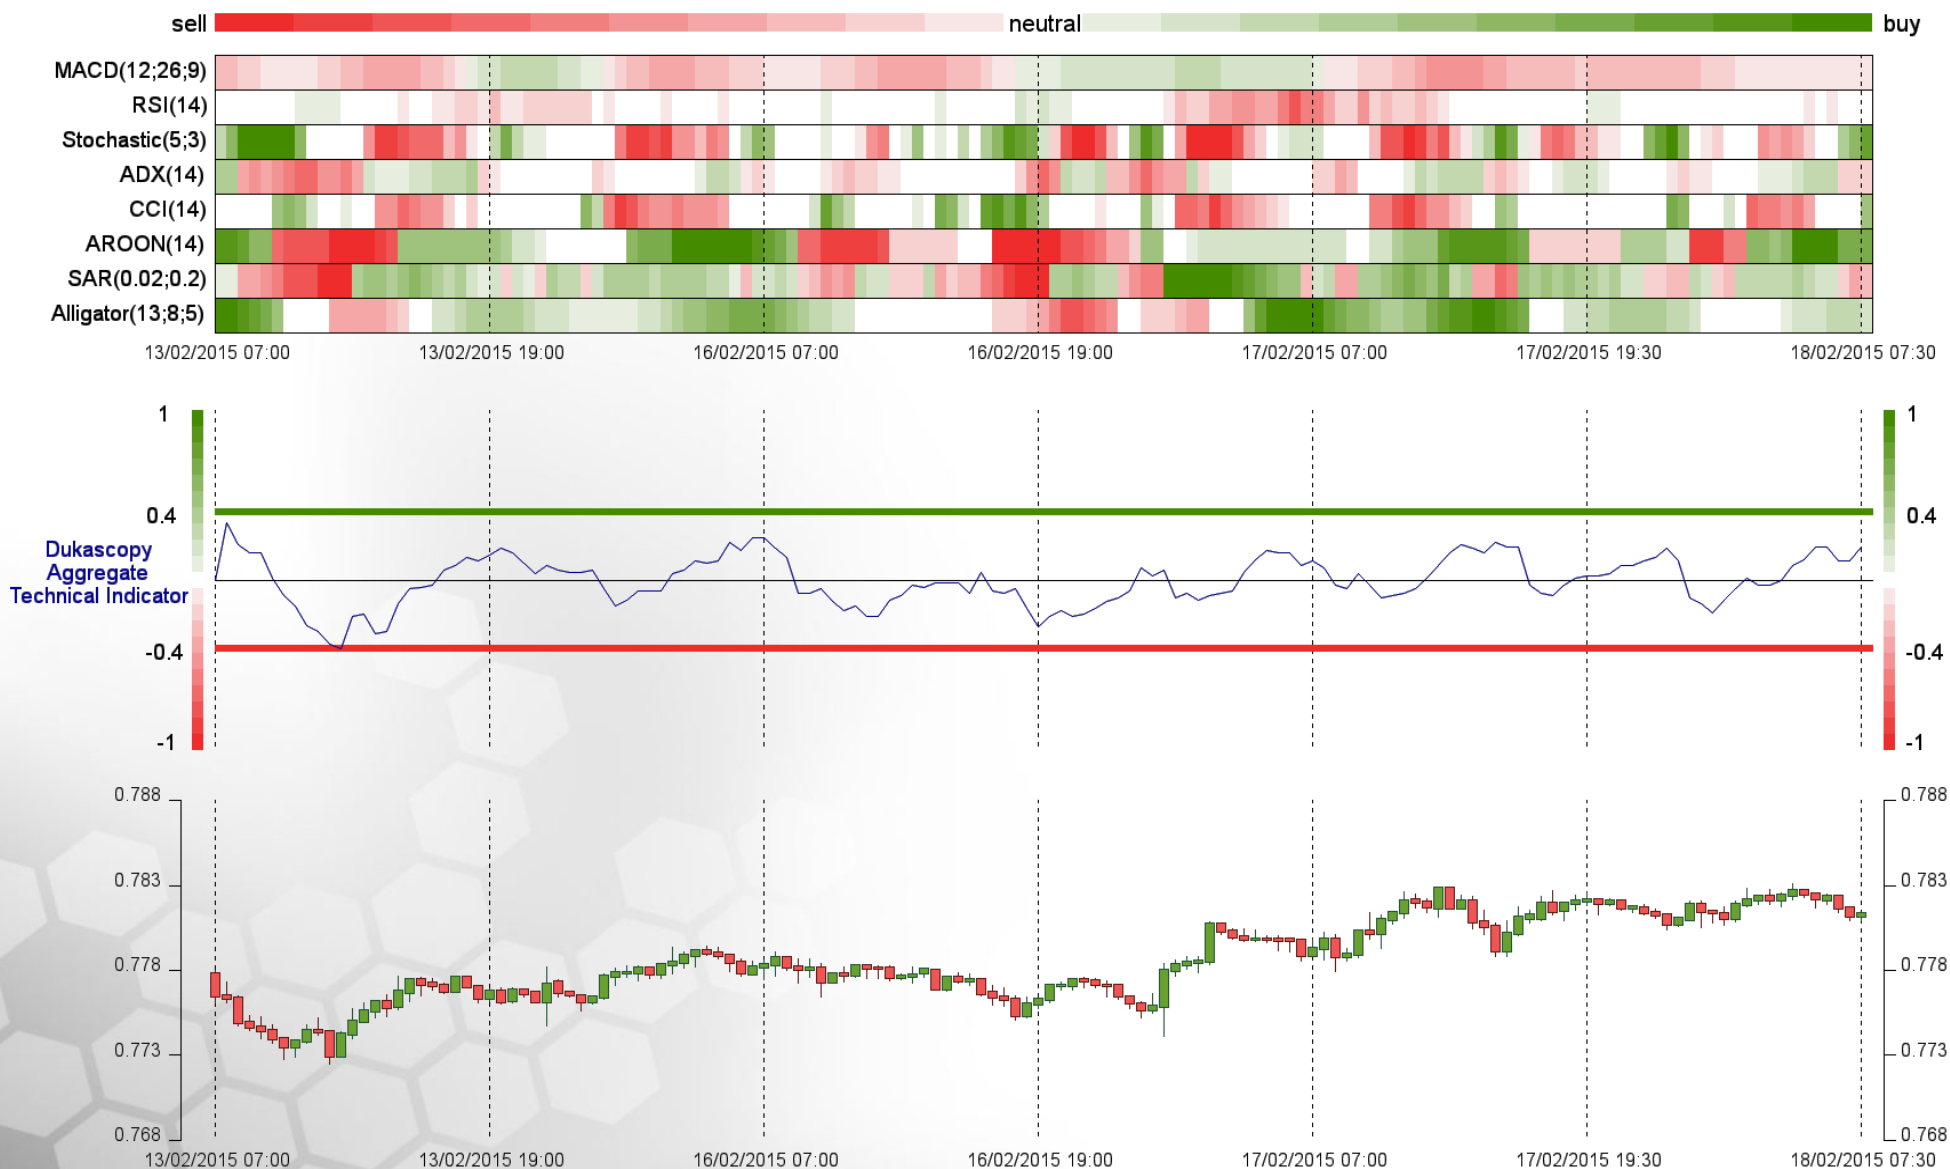 sell neutral buy
MACD(12;26;9)
RSI(14)
Stochastic(5;3)
ADX(14)
CCI(14)
AROON(14)
SAR(0.02;0.2)
Alligator(13;8;5)
13/02/2015 07:00 13/02/2015 19:00 16/02/2015 07:00 16/02/2015 19:00 17/02/2015 07:00 17/02/2015 19:30 18/02/2015 07:30
1 1
0.4 0.4
Dukascopy
Aggregate
Technical Indicator
-0.4 -0.4
-1 -1
0.788 0.788
0.783 0.783
0.778 0.778
0.773 0.773
0.768 0.768
13/02/2015 07:00 13/02/2015 19:00 16/02/2015 07:00 16/02/2015 19:00 17/02/2015 07:00 17/02/2015 19:30 18/02/2015 07:30